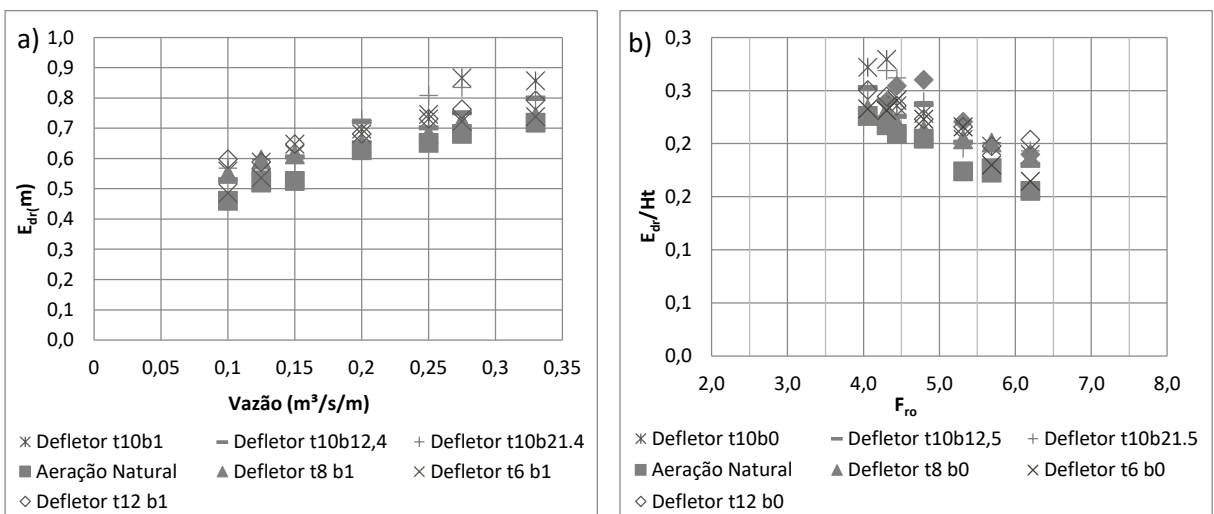 a)
E_dr(m)
1,0
0,9
0,8
0,7
0,6
0,5
0,4
0,3
0,2
0,1
0,0
0 0,05 0,1 0,15 0,2 0,25 0,3 0,35
Vazão (m³/s/m)
Defletor t10b1 Defletor t10b12,4 Defletor t10b21.4
Aeração Natural Defletor t8 b1 Defletor t6 b1
Defletor t12 b1
b)
E_dr/Ht
0,3
0,3
0,2
0,2
0,1
0,1
0,0
2,0 3,0 4,0 5,0 6,0 7,0 8,0
F_ro
Defletor t10b0 Defletor t10b12,5 Defletor t10b21.5
Aeração Natural Defletor t8 b0 Defletor t6 b0
Defletor t12 b0